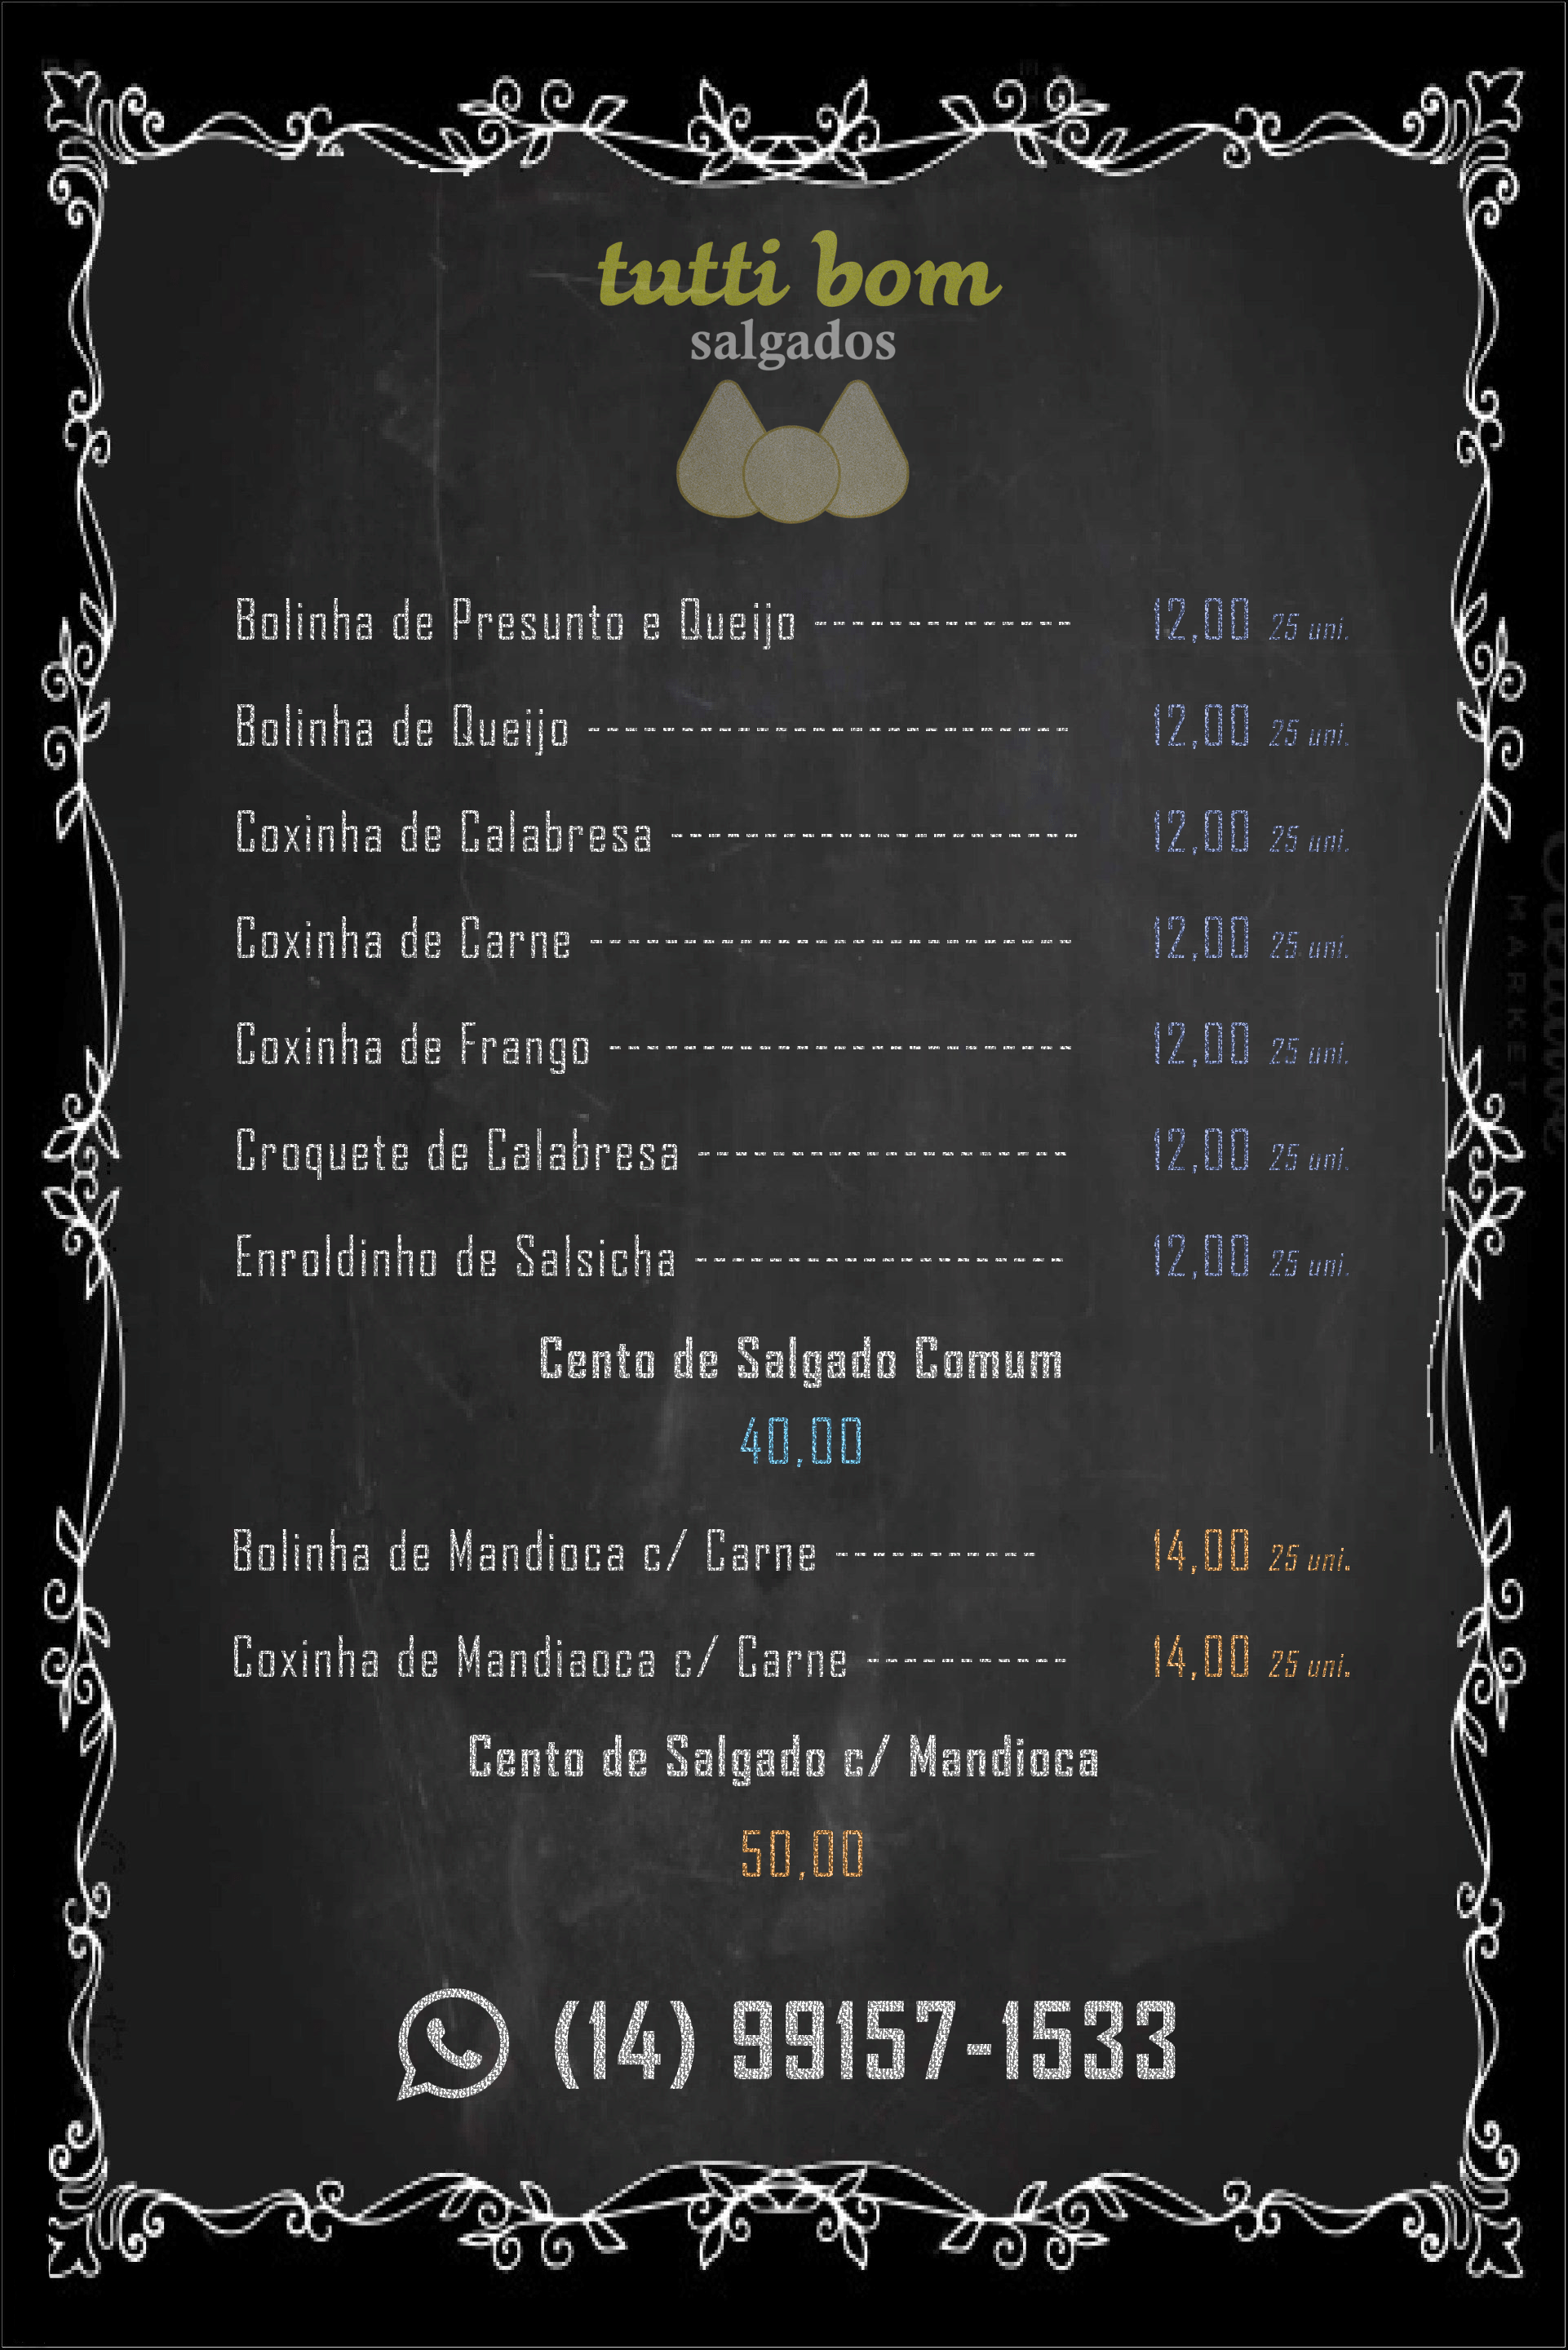 tutti bom
salgados
Bolinha de Presunto e Queijo ------------- 12,00 25 uni.
Bolinha de Queijo -------------------------- 12,00 25 uni.
Coxinha de Calabresa ---------------------- 12,00 25 uni.
Coxinha de Carne -------------------------- 12,00 25 uni.
Coxinha de Frango ------------------------- 12,00 25 uni.
Croquete de Calabresa -------------------- 12,00 25 uni.
Enroldinho de Salsicha -------------------- 12,00 25 uni.
Cento de Salgado Comum
40,00
Bolinha de Mandioca c/ Carne ----------- 14,00 25 uni.
Coxinha de Mandiaoca c/ Carne ----------- 14,00 25 uni.
Cento de Salgado c/ Mandioca
50,00
(14) 99157-1533
MARKET